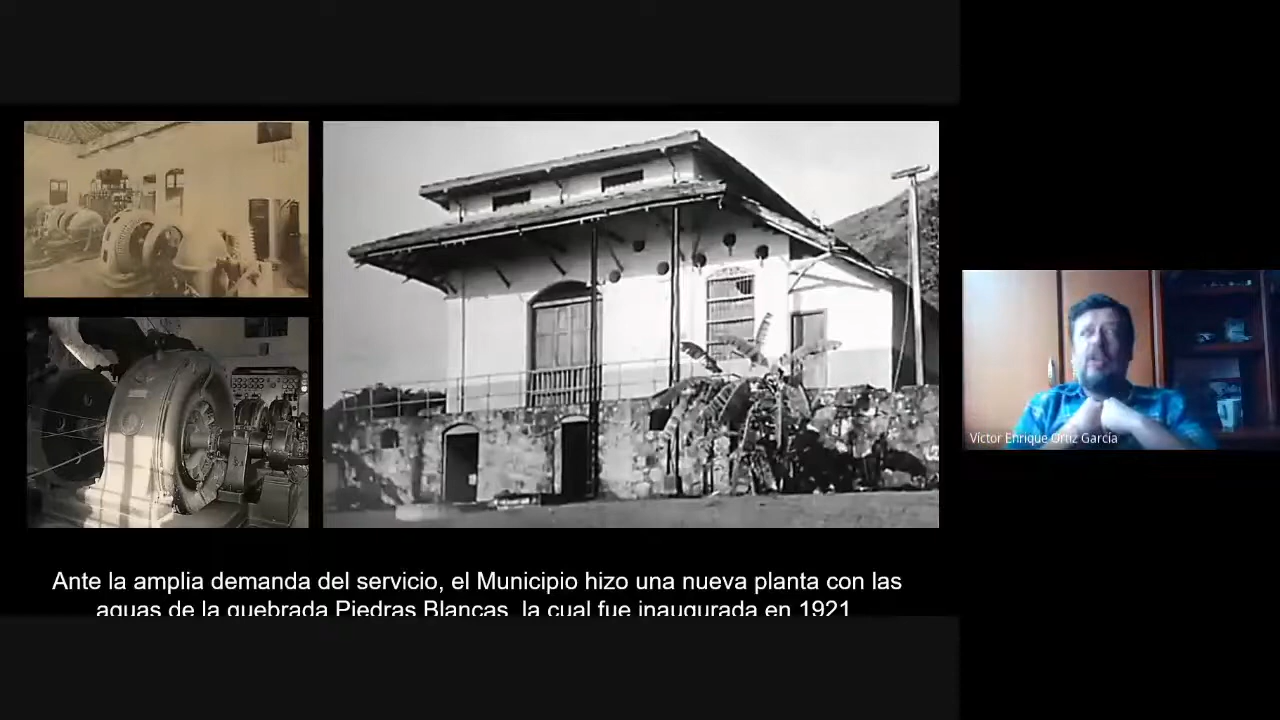 Ante la amplia demanda del servicio, el Municipio hizo una nueva planta con las
aguas de la quebrada Piedras Blancas, la cual fue inaugurada en 1921
Víctor Enrique Ortiz García